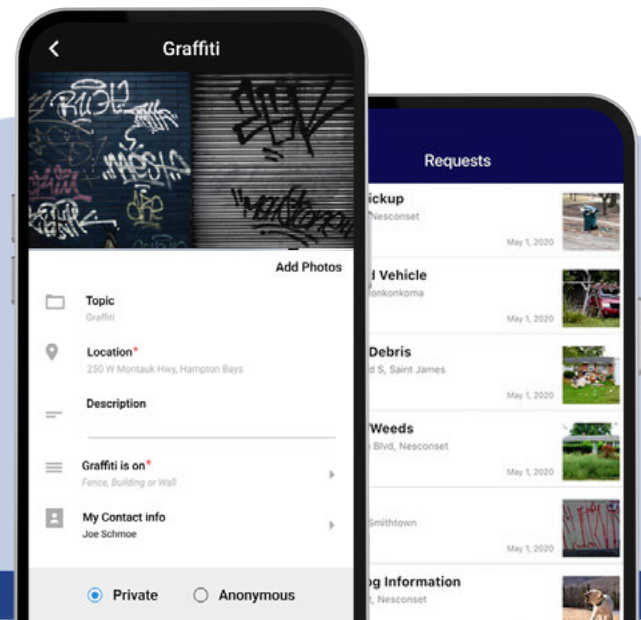 Graffiti
Add Photos
Topic
Graffiti
Location*
250 W Montauk Hwy, Hampton Bays
Description
Graffiti is on*
Fence, Building or Wall
My Contact info
Joe Schmoe
Private
Anonymous
Requests
ickup
Nesconset
May 1, 2020
d Vehicle
onkonkoma
May 1, 2020
Debris
d S, Saint James
May 1, 2020
/Weeds
Blvd, Nesconset
May 1, 2020
Smithtown
May 1, 2020
og Information
t, Nesconset